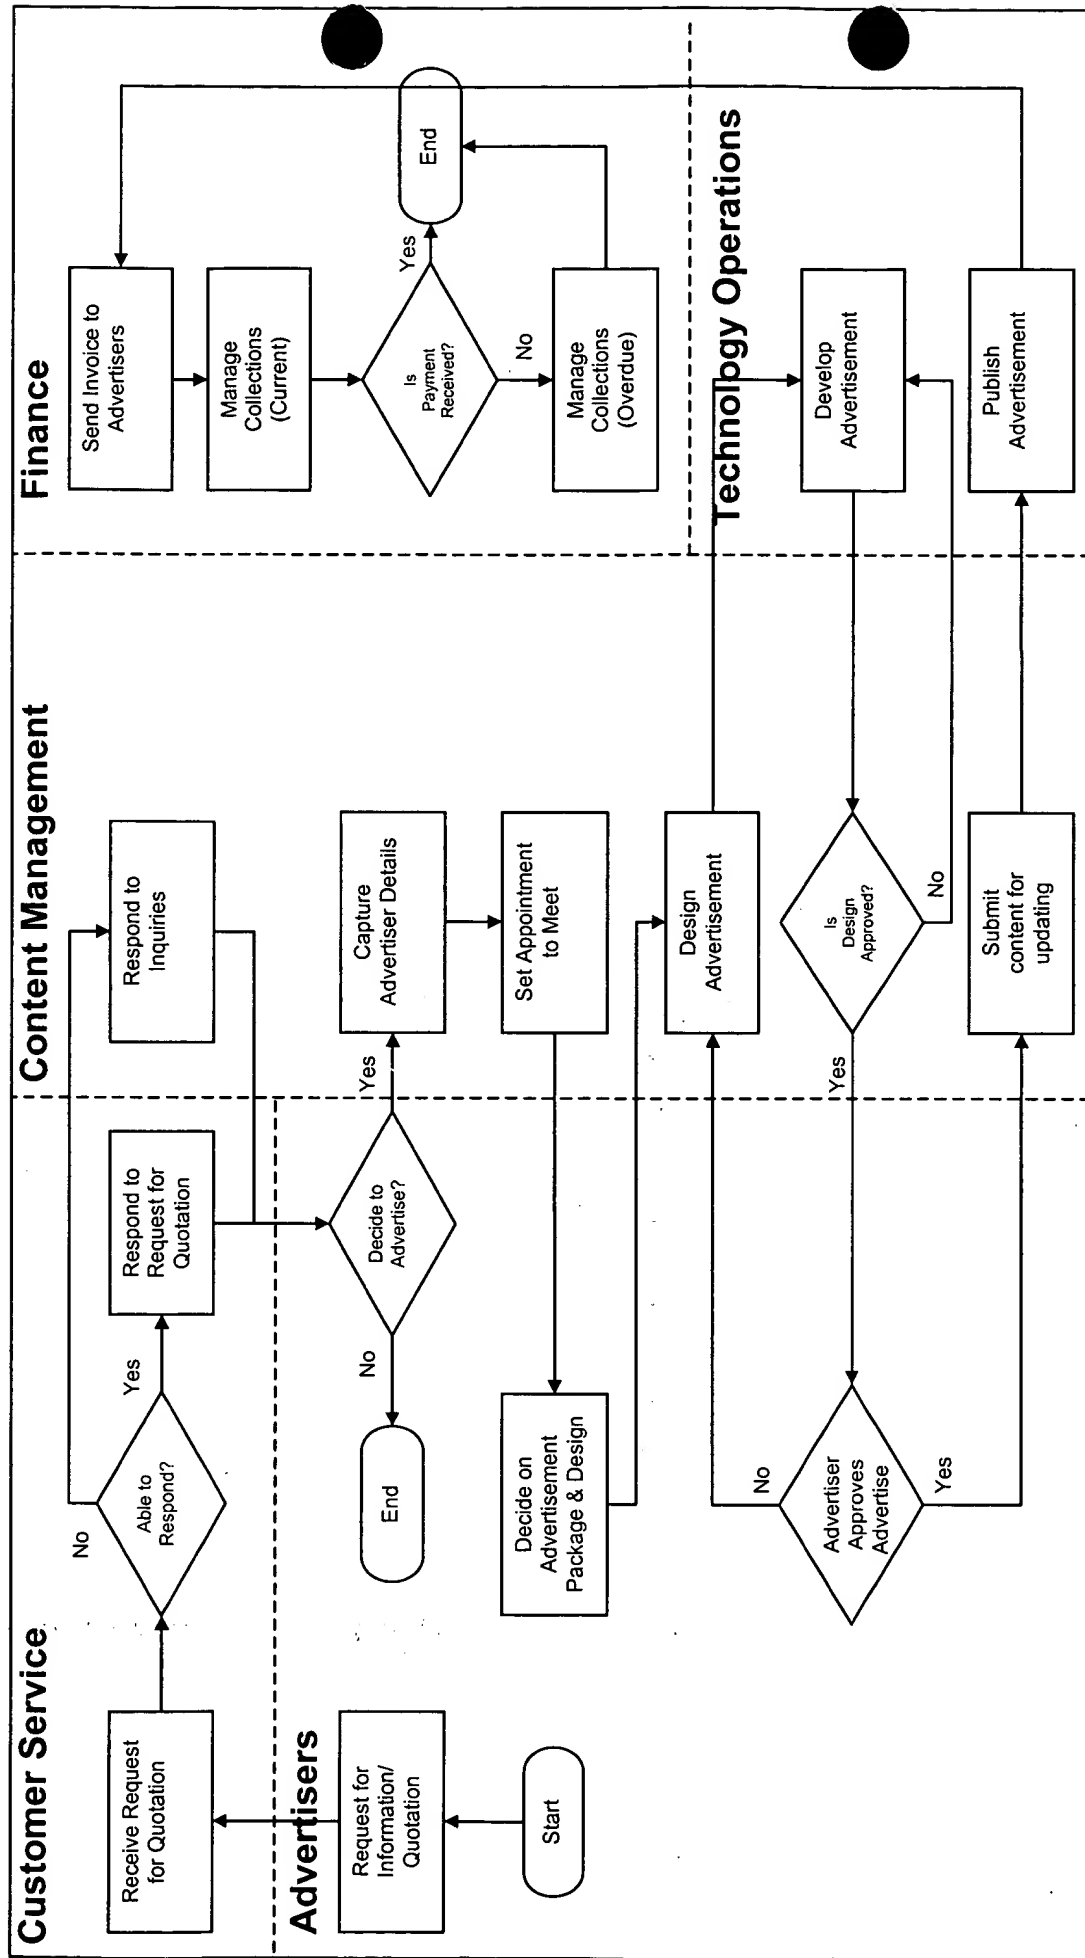 Customer Service
Receive Request
for Quotation
Able to
Respond?
No
Yes
Respond to
Request for
Quotation
Advertisers
Request for
Information/
Quotation
Start
Decide to
Advertise?
No
Yes
End
Decide on
Advertisement
Package & Design
Advertiser
Approves
Advertise
No
Yes
Content Management
Respond to
Inquiries
Capture
Advertiser Details
Set Appointment
to Meet
Design
Advertisement
Is
Design
Approved?
Yes
No
Submit
content for
updating
Finance
Send Invoice to
Advertisers
Manage
Collections
(Current)
Is
Payment
Received?
Yes
No
End
Manage
Collections
(Overdue)
Technology Operations
Develop
Advertisement
Publish
Advertisement